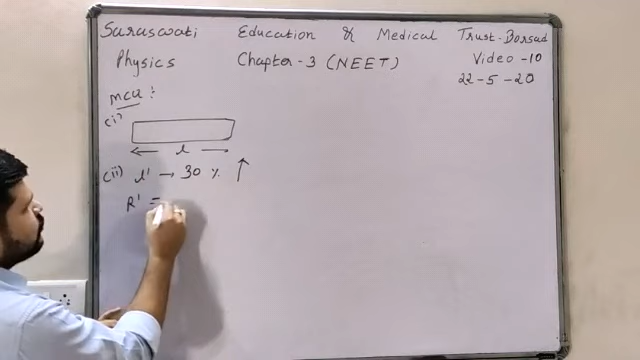 Saraswati Education & Medical Trust-Borsad
Physics Chapter-3 (NEET) Video-10
22-5-20
MCQ :
(i)
l
(ii) l' → 30 % ↑
R' =